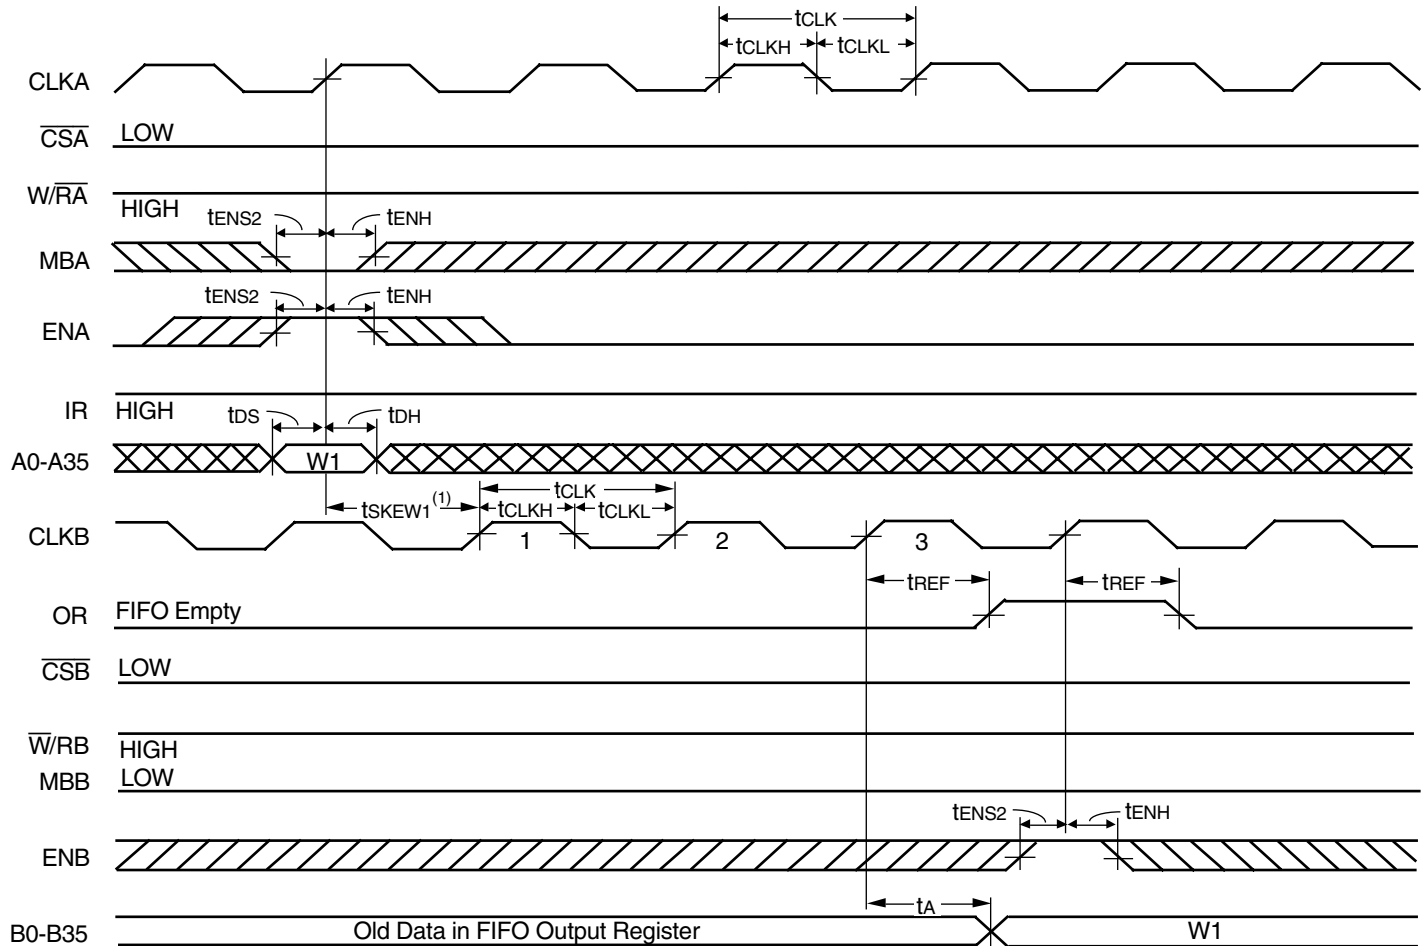 tCLK
tCLKH tCLKL
CLKA
CSA LOW
W/RA HIGH
tENS2 tENH
MBA
tENS2 tENH
ENA
IR HIGH
tDS tDH
A0-A35 W1
tSKEW1(1) tCLK
tCLKH tCLKL
CLKB 1 2 3
tREF tREF
OR FIFO Empty
CSB LOW
W/RB HIGH
MBB LOW
tENS2 tENH
ENB
tA
B0-B35 Old Data in FIFO Output Register W1